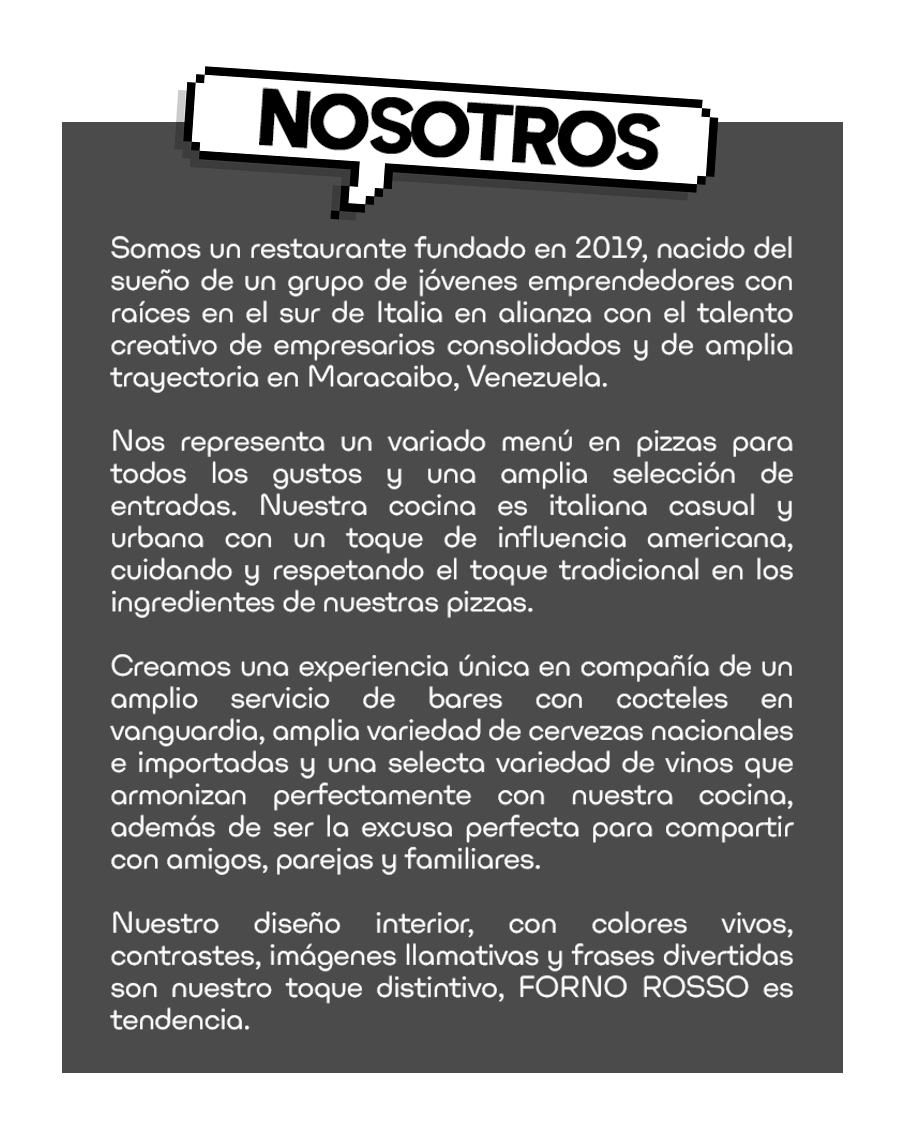 NOSOTROS
Somos un restaurante fundado en 2019, nacido del
sueño de un grupo de jóvenes emprendedores con
raíces en el sur de Italia en alianza con el talento
creativo de empresarios consolidados y de amplia
trayectoria en Maracaibo, Venezuela.
Nos representa un variado menú en pizzas para
todos los gustos y una amplia selección de
entradas. Nuestra cocina es italiana casual y
urbana con un toque de influencia americana,
cuidando y respetando el toque tradicional en los
ingredientes de nuestras pizzas.
Creamos una experiencia única en compañía de un
amplio servicio de bares con cocteles en
vanguardia, amplia variedad de cervezas nacionales
e importadas y una selecta variedad de vinos que
armonizan perfectamente con nuestra cocina,
además de ser la excusa perfecta para compartir
con amigos, parejas y familiares.
Nuestro diseño interior, con colores vivos,
contrastes, imágenes llamativas y frases divertidas
son nuestro toque distintivo, FORNO ROSSO es
tendencia.